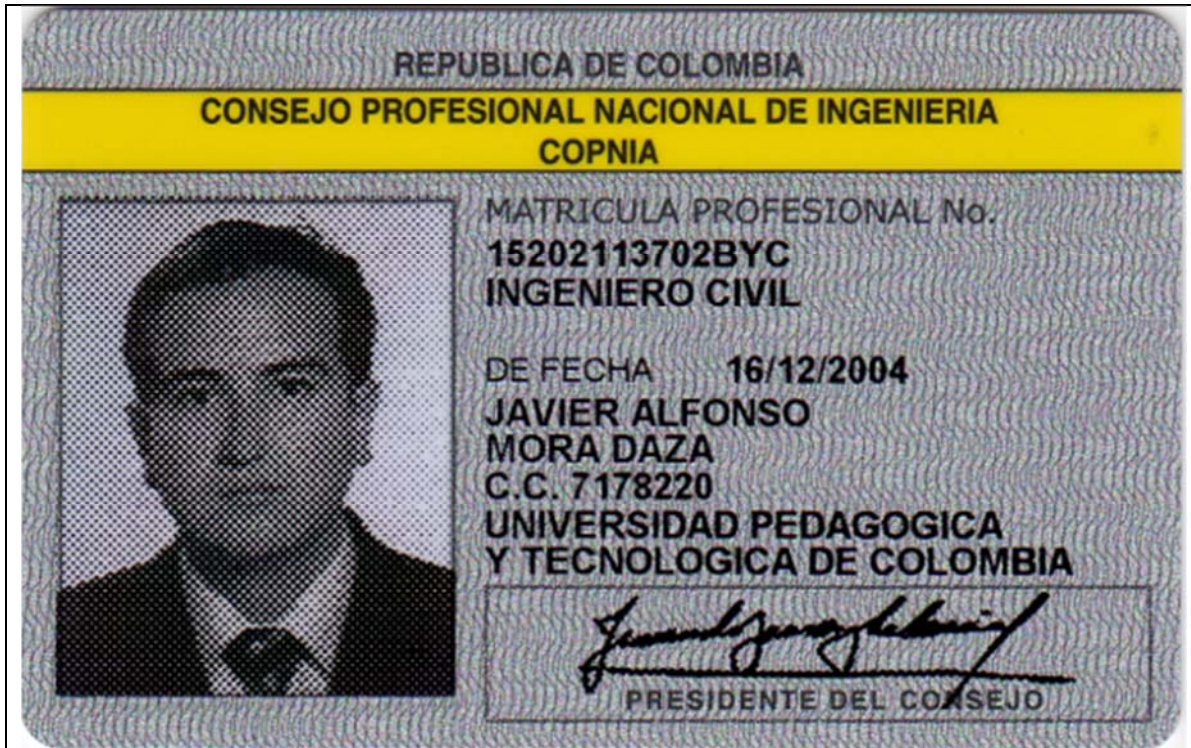 REPUBLICA DE COLOMBIA
CONSEJO PROFESIONAL NACIONAL DE INGENIERIA
COPNIA
MATRICULA PROFESIONAL No.
15202113702BYC
INGENIERO CIVIL
DE FECHA 16/12/2004
JAVIER ALFONSO
MORA DAZA
C.C. 7178220
UNIVERSIDAD PEDAGOGICA
Y TECNOLOGICA DE COLOMBIA
PRESIDENTE DEL CONSEJO